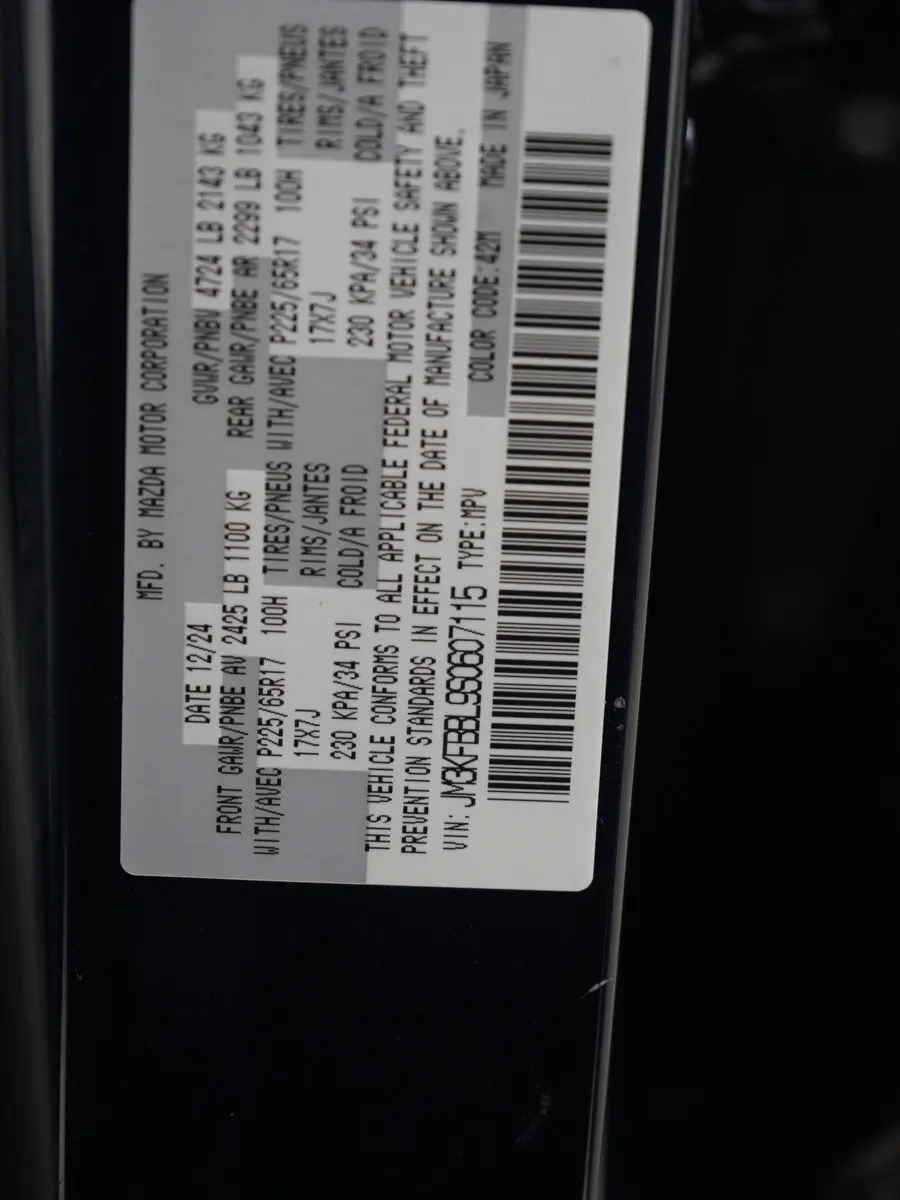 MFD. BY MAZDA MOTOR CORPORATION
DATE 12/24 GVWR/PNBV 4724 LB 2143 KG
FRONT GAWR/PNBE AV 2425 LB 1100 KG REAR GAWR/PNBE AR 2299 LB 1043 KG
WITH/AVEC P225/65R17 100H TIRES/PNEUS WITH/AVEC P225/65R17 100H TIRES/PNEUS
17X7J RIMS/JANTES 17X7J RIMS/JANTES
230 KPA/34 PSI COLD/A FROID 230 KPA/34 PSI COLD/A FROID
THIS VEHICLE CONFORMS TO ALL APPLICABLE FEDERAL MOTOR VEHICLE SAFETY AND THEFT
PREVENTION STANDARDS IN EFFECT ON THE DATE OF MANUFACTURE SHOWN ABOVE.
VIN: JM3KFBBL9S0607115 TYPE:MPV COLOR CODE:42M MADE IN JAPAN